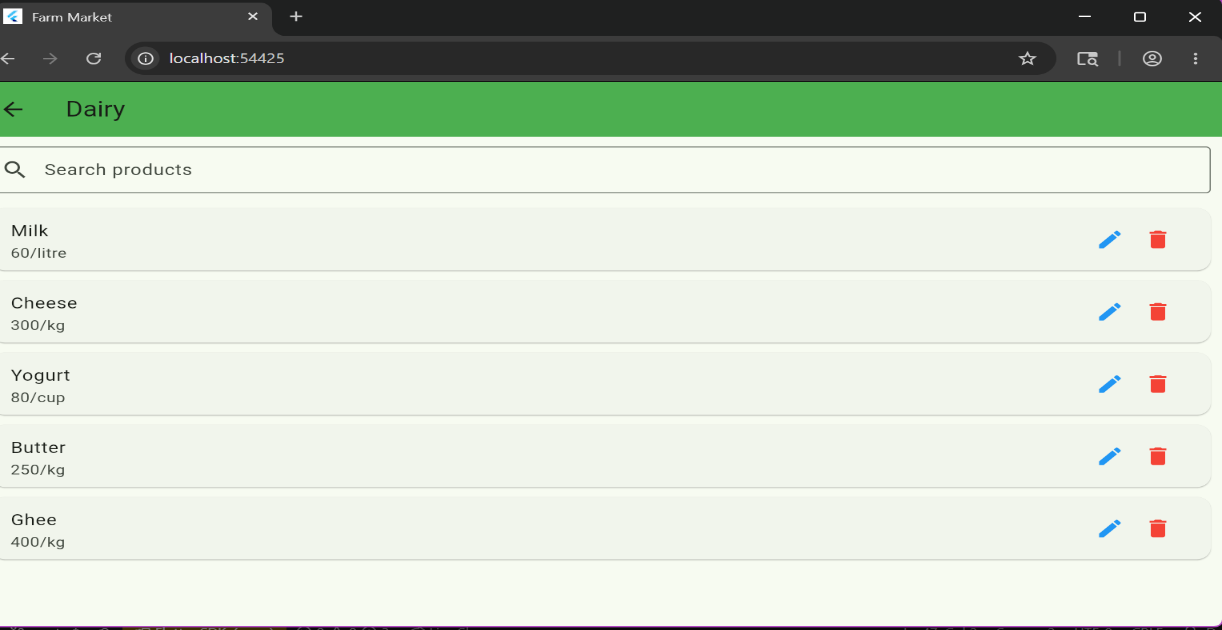 Farm Market
localhost:54425
Dairy
Search products
Milk
60/litre
Cheese
300/kg
Yogurt
80/cup
Butter
250/kg
Ghee
400/kg